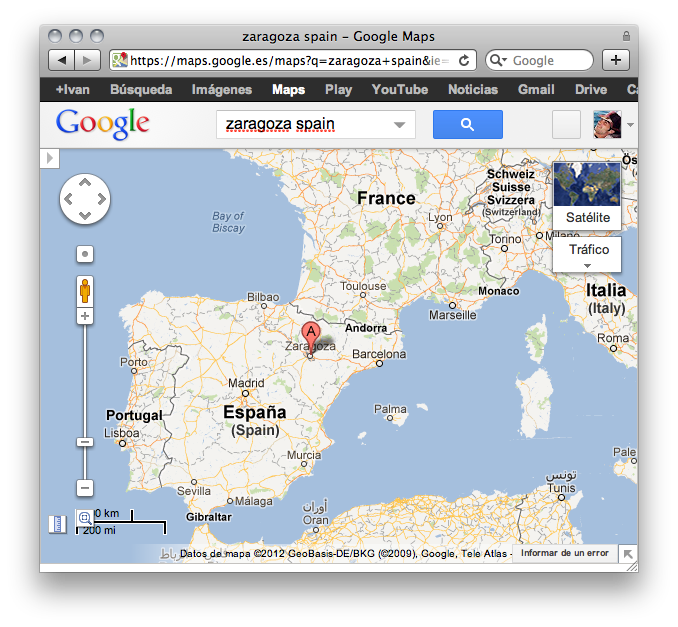 zaragoza spain – Google Maps
https://maps.google.es/maps?q=zaragoza+spain&ie=
Google
+Ivan Búsqueda Imágenes Maps Play YouTube Noticias Gmail Drive
Google
zaragoza spain
Schweiz
Suisse
Svizzera
(Switzerland)
Satélite
France
Lyon
Bay of
Biscay
Torino
Milano
Tráfico
Toulouse
Monaco
Italia
(Italy)
Bilbao
Marseille
Andorra
A
Roma
Zaragoza
Barcelona
Porto
Madrid
España
(Spain)
Palma
Portugal
Lisboa
Murcia
Sevilla
Málaga
تونس
Tunis
Gibraltar
أوران
Oran
km
200 mi
الرباط
Datos de mapa ©2012 GeoBasis-DE/BKG (©2009), Google, Tele Atlas -
Informar de un error